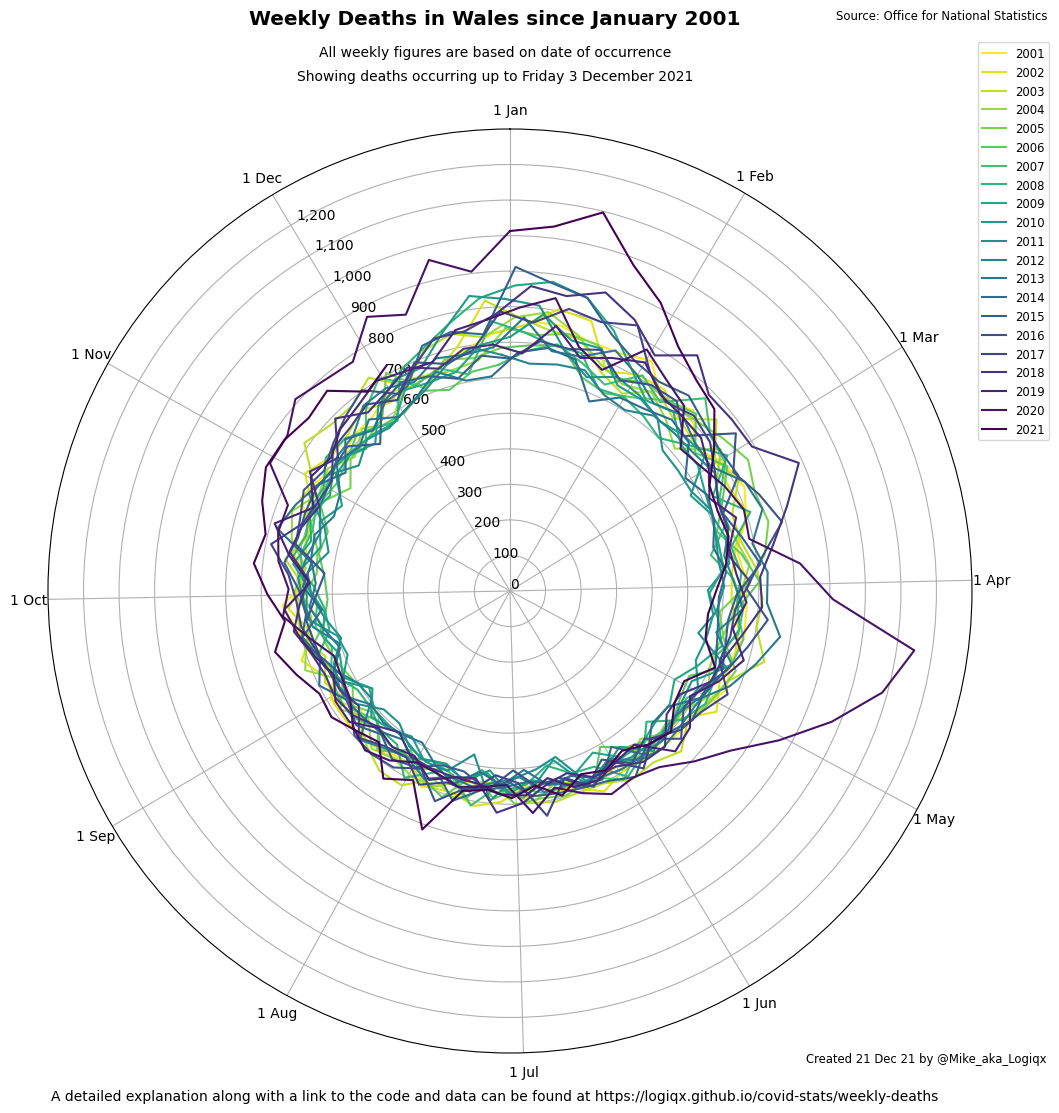 Weekly Deaths in Wales since January 2001
Source: Office for National Statistics
All weekly figures are based on date of occurrence
Showing deaths occurring up to Friday 3 December 2021
2001
2002
2003
2004
2005
2006
2007
2008
2009
2010
2011
2012
2013
2014
2015
2016
2017
2018
2019
2020
2021
1 Jan
1 Feb
1 Mar
1 Apr
1 May
1 Jun
1 Jul
1 Aug
1 Sep
1 Oct
1 Nov
1 Dec
1,200
1,100
1,000
900
800
700
600
500
400
300
200
100
0
Created 21 Dec 21 by @Mike_aka_Logiqx
A detailed explanation along with a link to the code and data can be found at https://logiqx.github.io/covid-stats/weekly-deaths